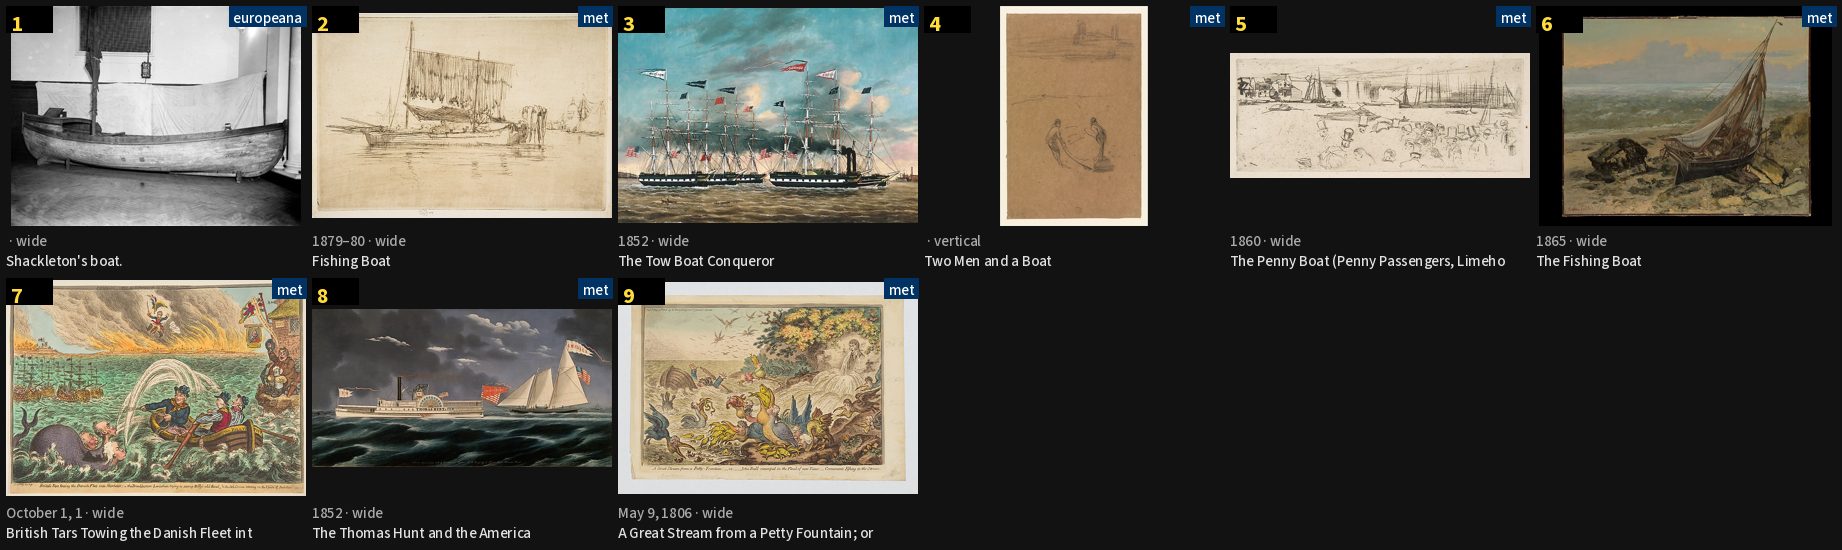 1
europeana
2
met
3
met
4
met
5
met
6
met
· wide
Shackleton's boat.
1879–80 · wide
Fishing Boat
1852 · wide
The Tow Boat Conqueror
· vertical
Two Men and a Boat
1860 · wide
The Penny Boat (Penny Passengers, Limeho
1865 · wide
The Fishing Boat
7
met
8
met
9
met
THOMAS HUNT
October 1, 1 · wide
British Tars Towing the Danish Fleet int
1852 · wide
The Thomas Hunt and the America
May 9, 1806 · wide
A Great Stream from a Petty Fountain; or